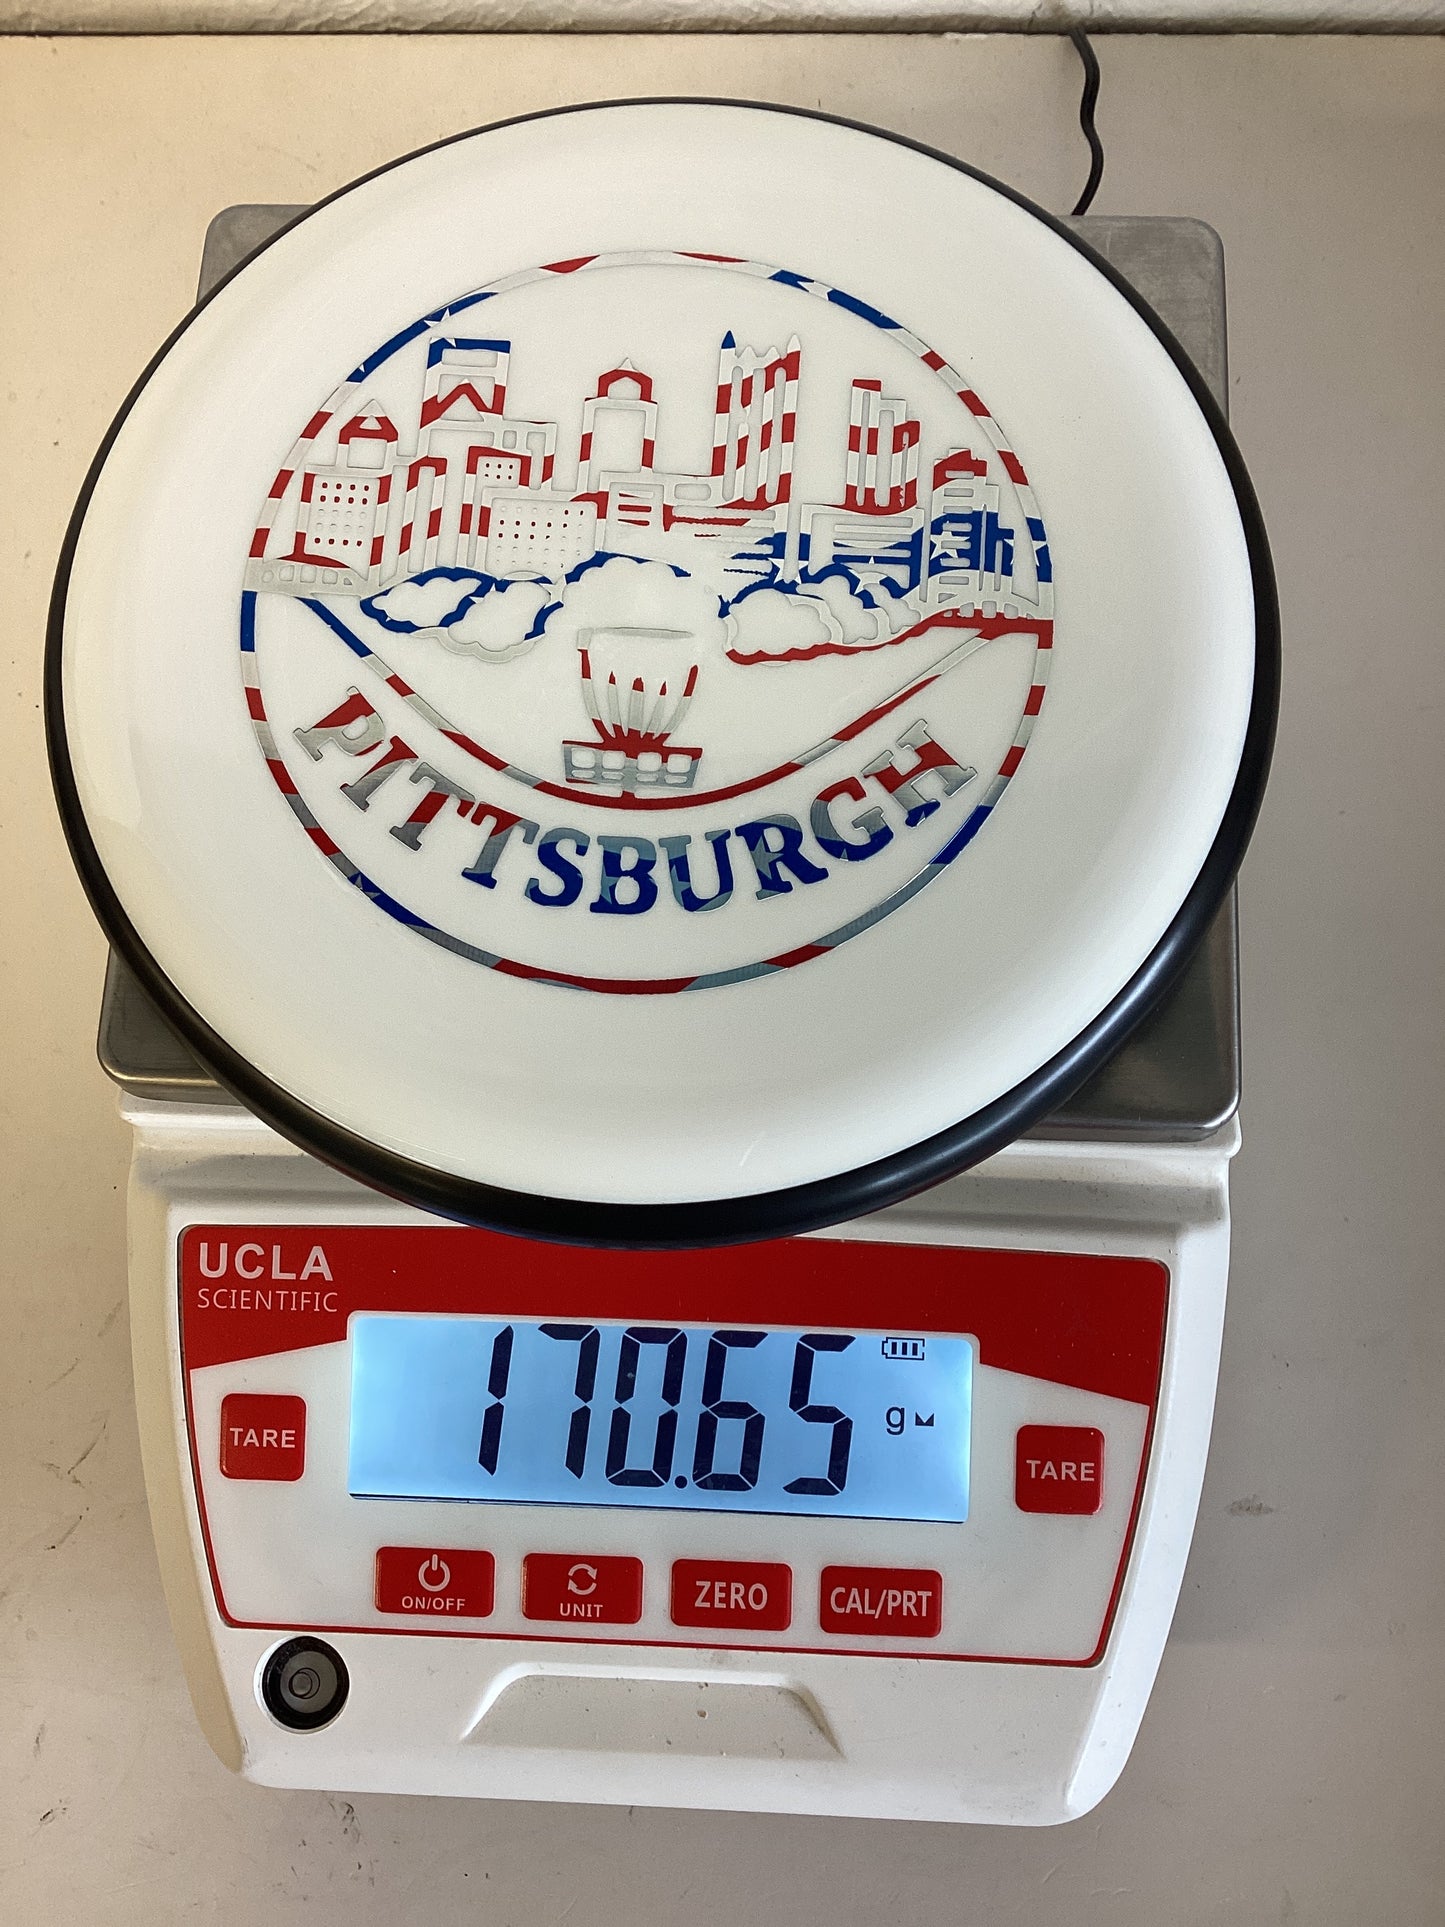 PITTSBURGH
UCLA
SCIENTIFIC
170.65 g
TARE
TARE
ON/OFF
UNIT
ZERO
CAL/PRT